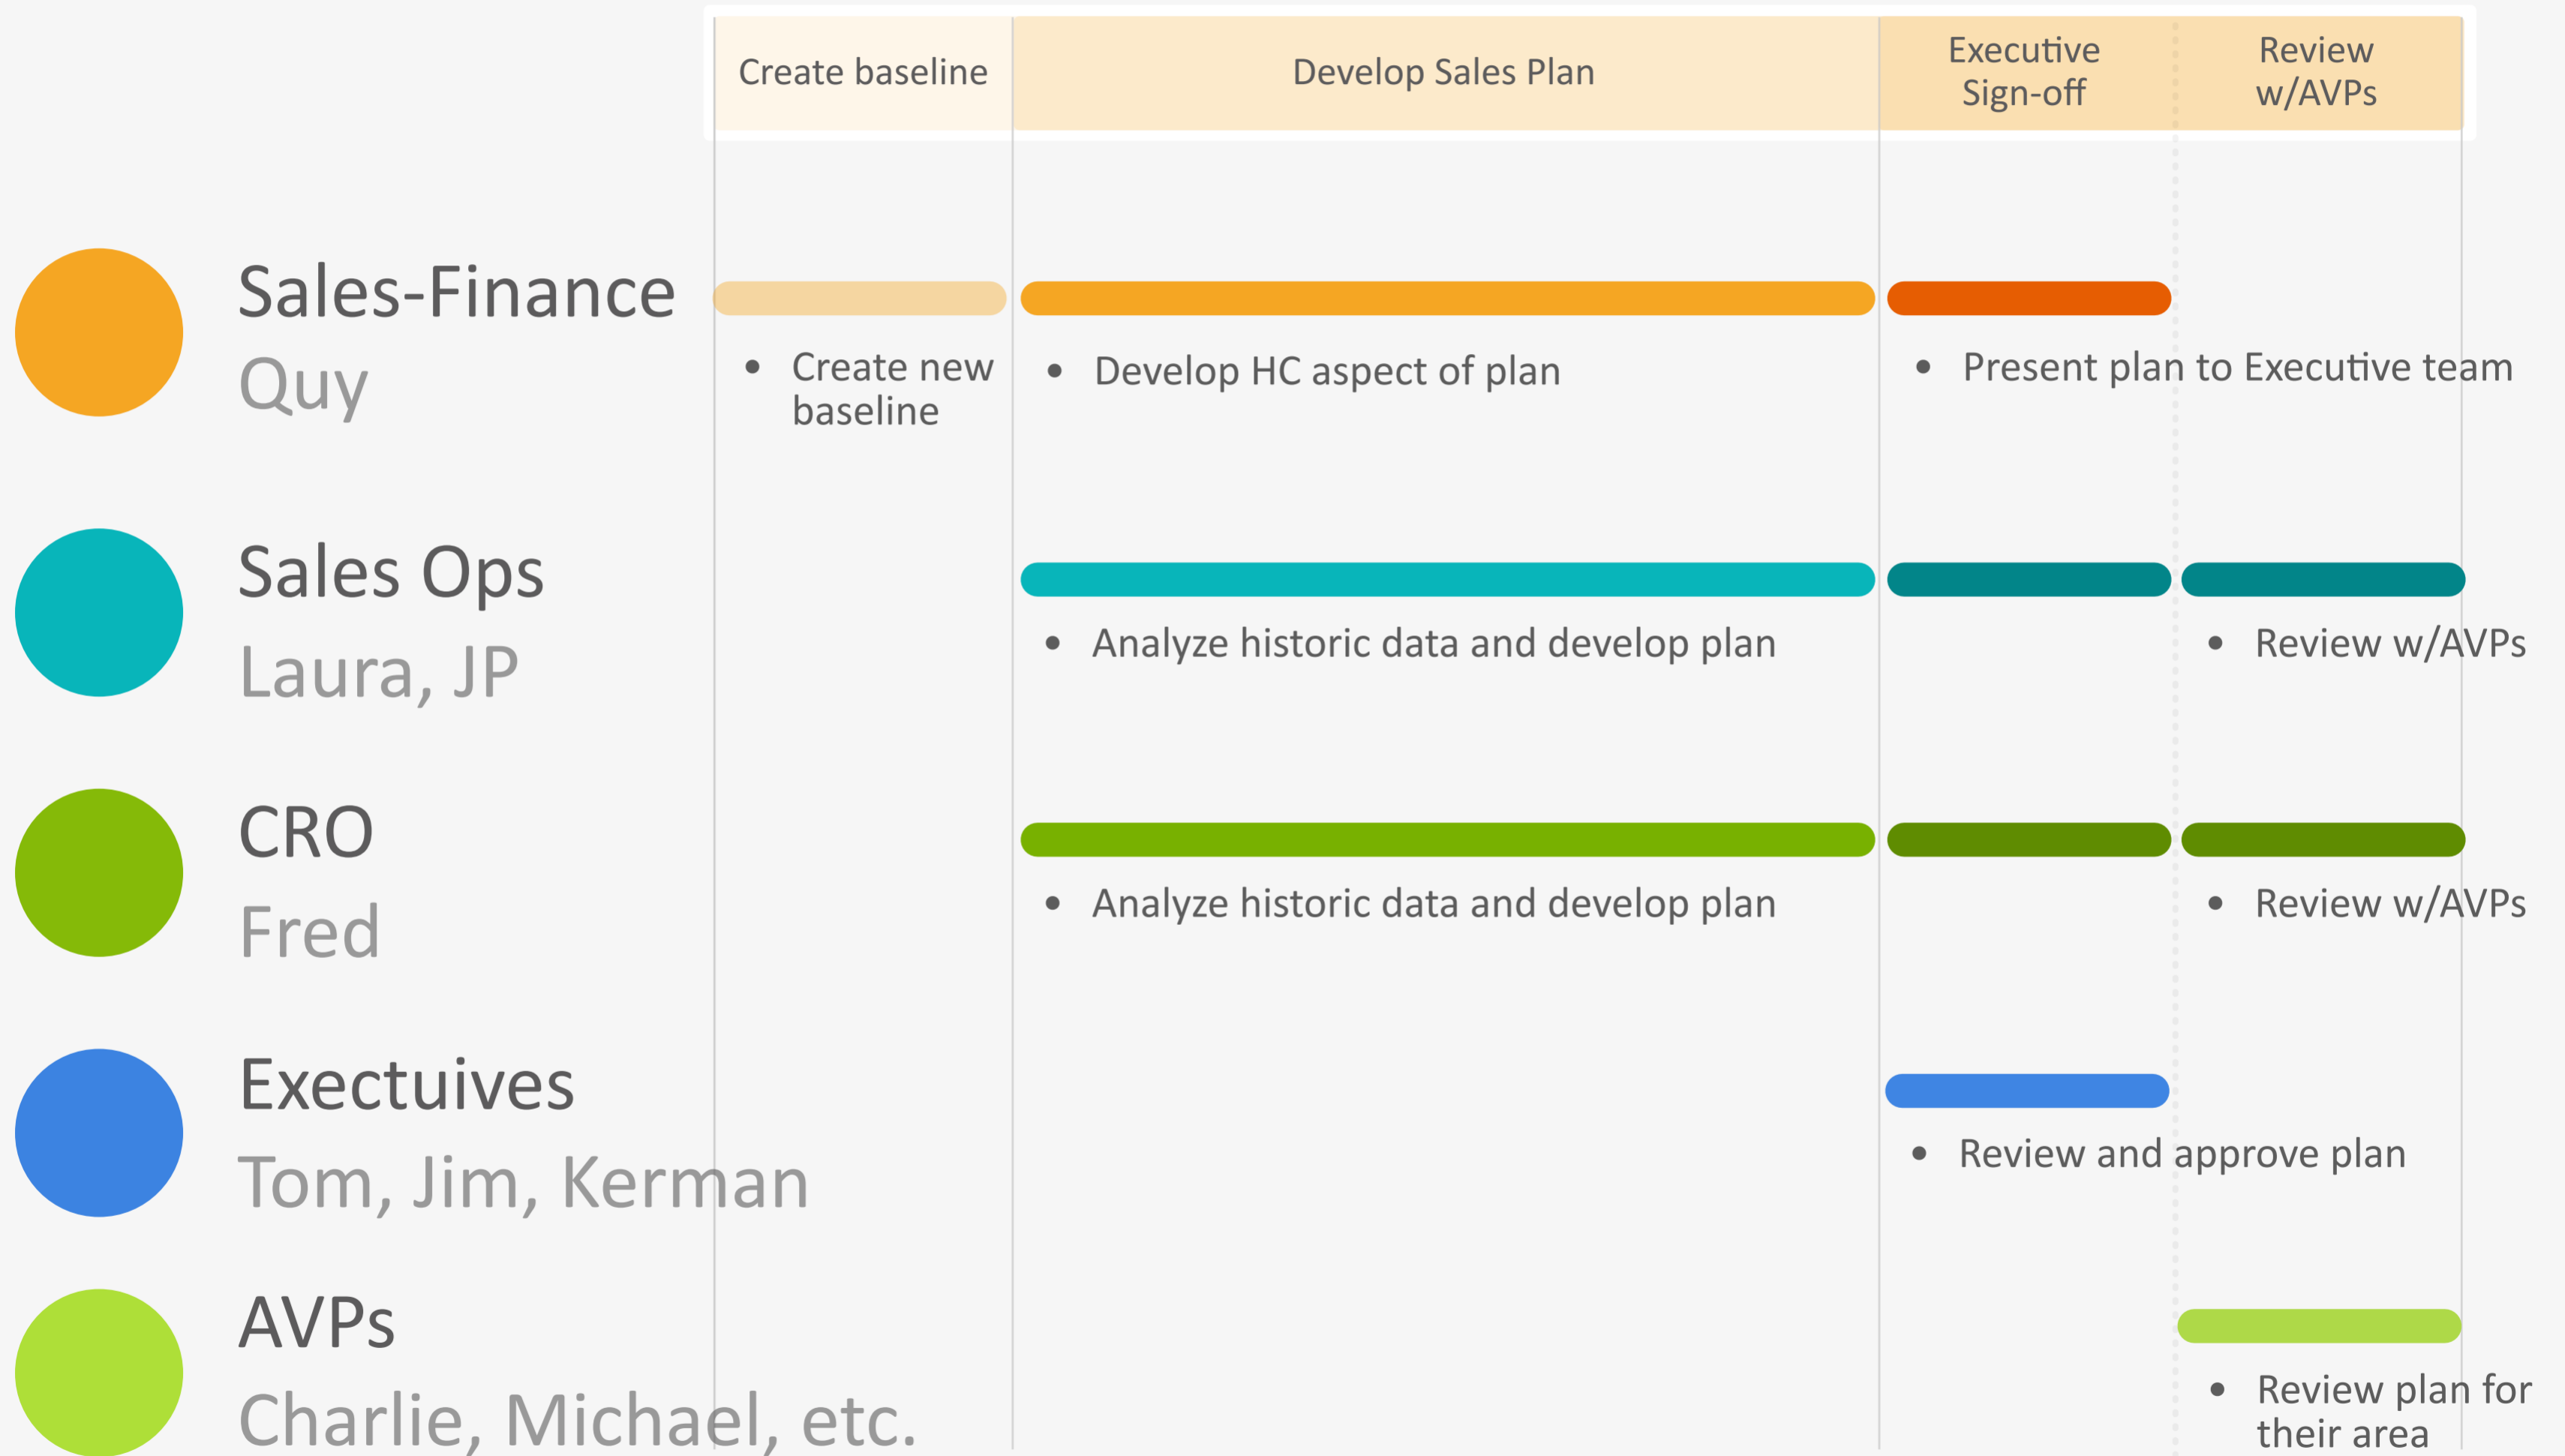 Create baseline
Develop Sales Plan
Executive
Sign-off
Review
w/AVPs
Sales-Finance
Quy
• Create new
baseline
• Develop HC aspect of plan
• Present plan to Executive team
Sales Ops
Laura, JP
• Analyze historic data and develop plan
• Review w/AVPs
CRO
Fred
• Analyze historic data and develop plan
• Review w/AVPs
Exectuives
Tom, Jim, Kerman
• Review and approve plan
AVPs
Charlie, Michael, etc.
• Review plan for
their area